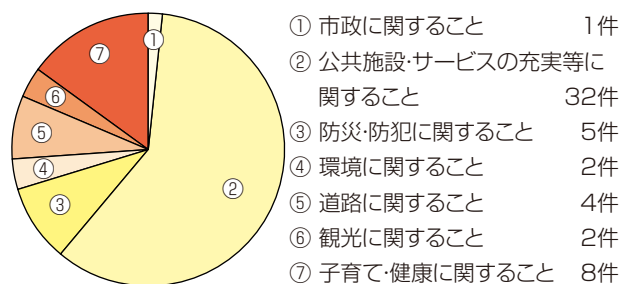 ① 市政に関すること 1件
② 公共施設・サービスの充実等に
関すること 32件
③ 防災・防犯に関すること 5件
④ 環境に関すること 2件
⑤ 道路に関すること 4件
⑥ 観光に関すること 2件
⑦ 子育て・健康に関すること 8件
①
②
③
④
⑤
⑥
⑦